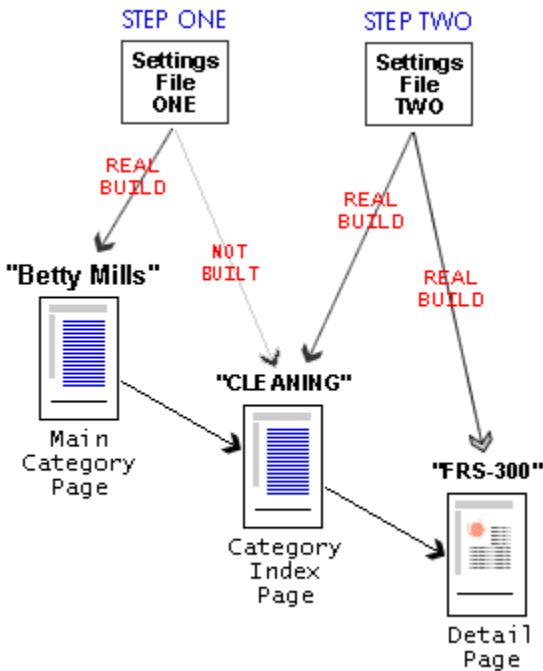 STEP ONE
STEP TWO
Settings
File
ONE
Settings
File
TWO
REAL
BUILD
NOT
BUILT
REAL
BUILD
REAL
BUILD
"Betty Mills"
Main
Category
Page
"CLEANING"
Category
Index
Page
"FRS-300"
Detail
Page